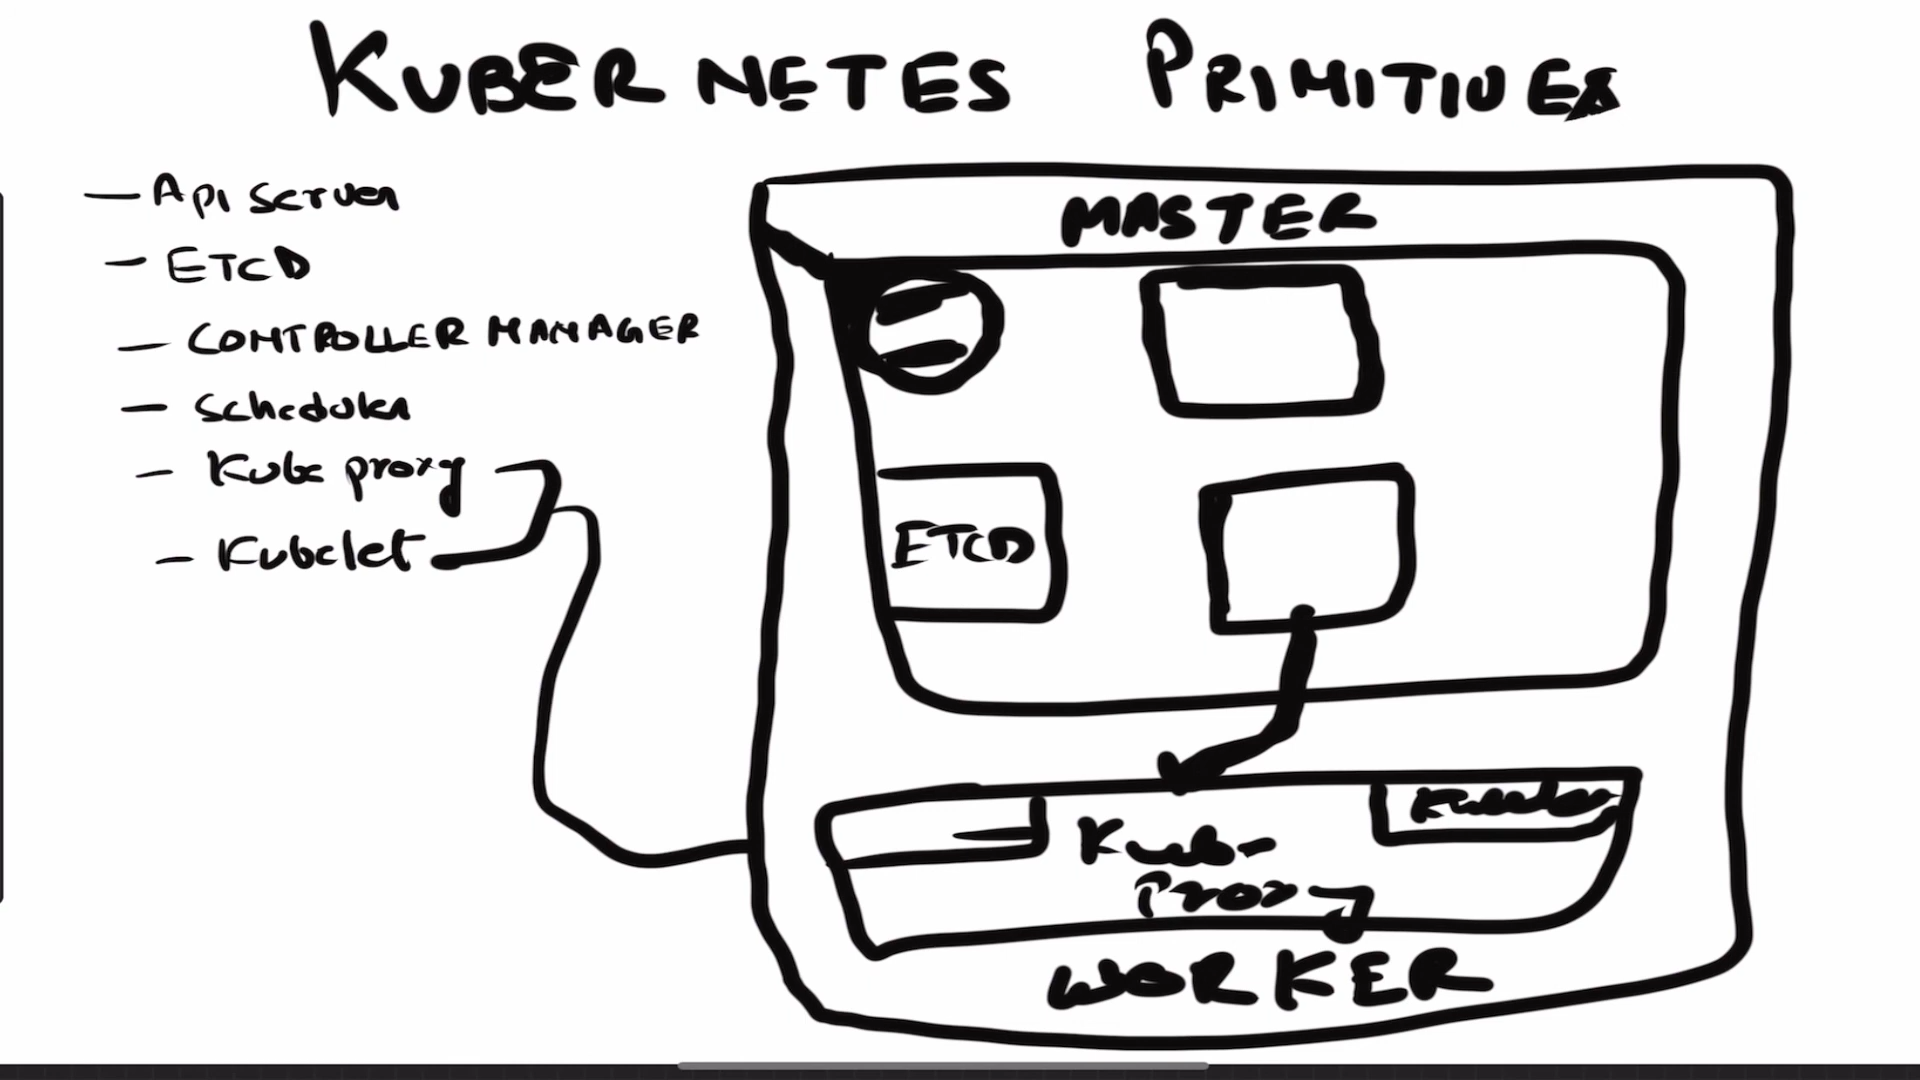 KUBERNETES PRIMITIVES
- Api Server
- ETCD
- CONTROLLER MANAGER
- Scheduler
- Kube proxy
- Kubelet
MASTER
ETCD
Kube
Proxy
WORKER